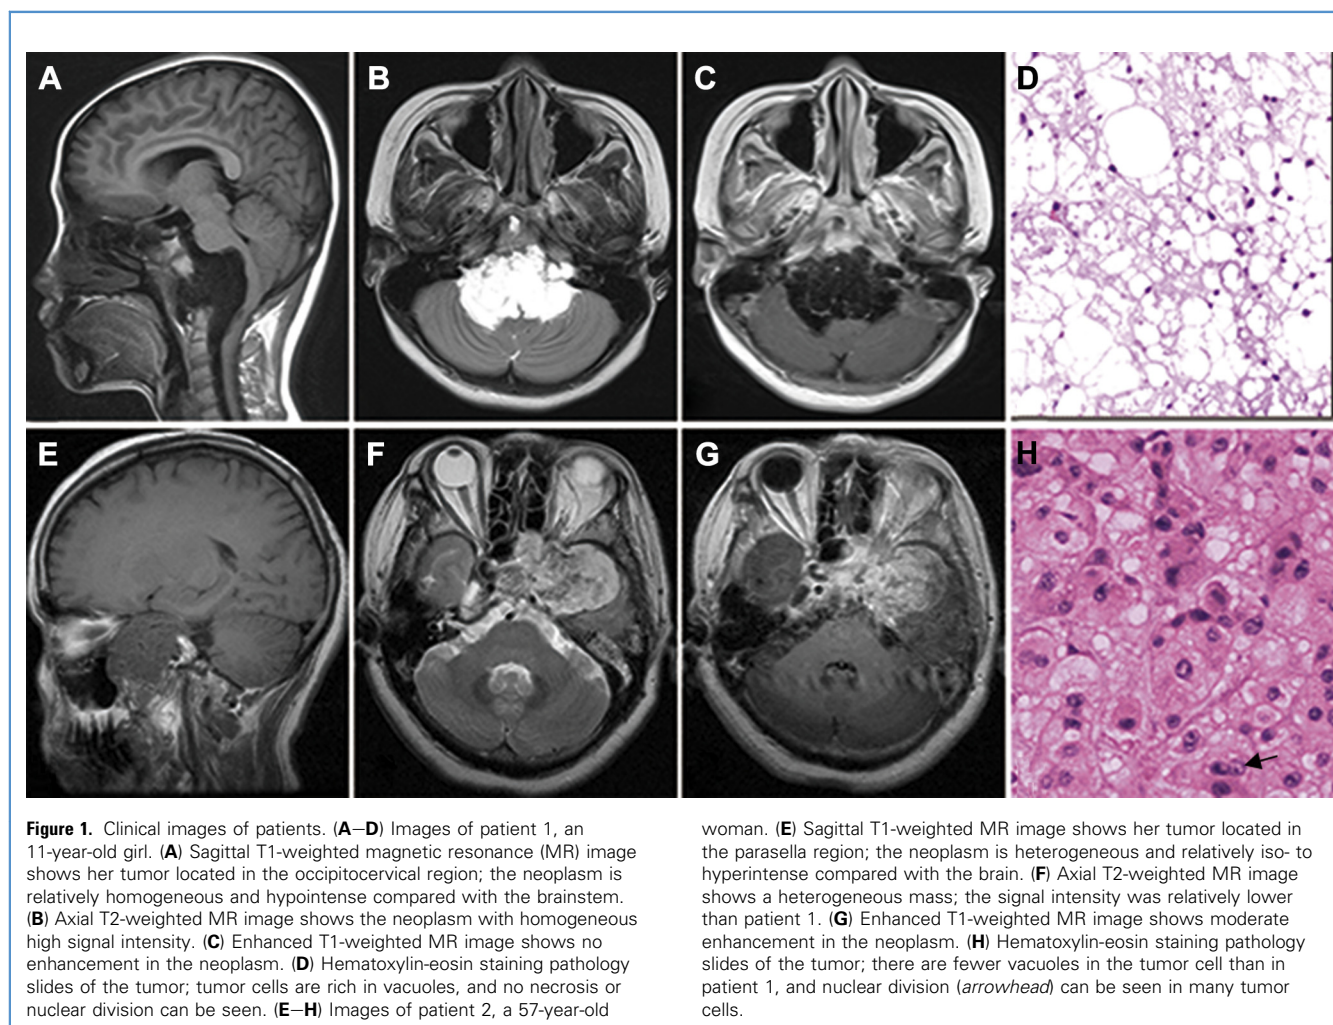 A
B
C
D
E
F
G
H
Figure 1. Clinical images of patients. (A–D) Images of patient 1, an
11-year-old girl. (A) Sagittal T1-weighted magnetic resonance (MR) image
shows her tumor located in the occipitocervical region; the neoplasm is
relatively homogeneous and hypointense compared with the brainstem.
(B) Axial T2-weighted MR image shows the neoplasm with homogeneous
high signal intensity. (C) Enhanced T1-weighted MR image shows no
enhancement in the neoplasm. (D) Hematoxylin-eosin staining pathology
slides of the tumor; tumor cells are rich in vacuoles, and no necrosis or
nuclear division can be seen. (E–H) Images of patient 2, a 57-year-old
woman. (E) Sagittal T1-weighted MR image shows her tumor located in
the parasella region; the neoplasm is heterogeneous and relatively iso- to
hyperintense compared with the brain. (F) Axial T2-weighted MR image
shows a heterogeneous mass; the signal intensity was relatively lower
than patient 1. (G) Enhanced T1-weighted MR image shows moderate
enhancement in the neoplasm. (H) Hematoxylin-eosin staining pathology
slides of the tumor; there are fewer vacuoles in the tumor cell than in
patient 1, and nuclear division (arrowhead) can be seen in many tumor
cells.